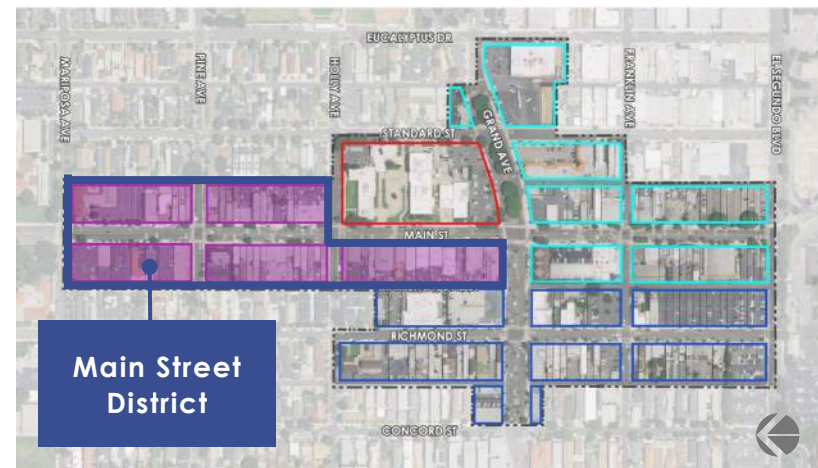 EUCALYPTUS DR
MARIPOSA AVE
PINE AVE
HOLLY AVE
FRANKLIN AVE
EL SEGUNDO BLVD
STANDARD ST
GRAND AVE
MAIN ST
RICHMOND ST
Main Street
District
CONCORD ST